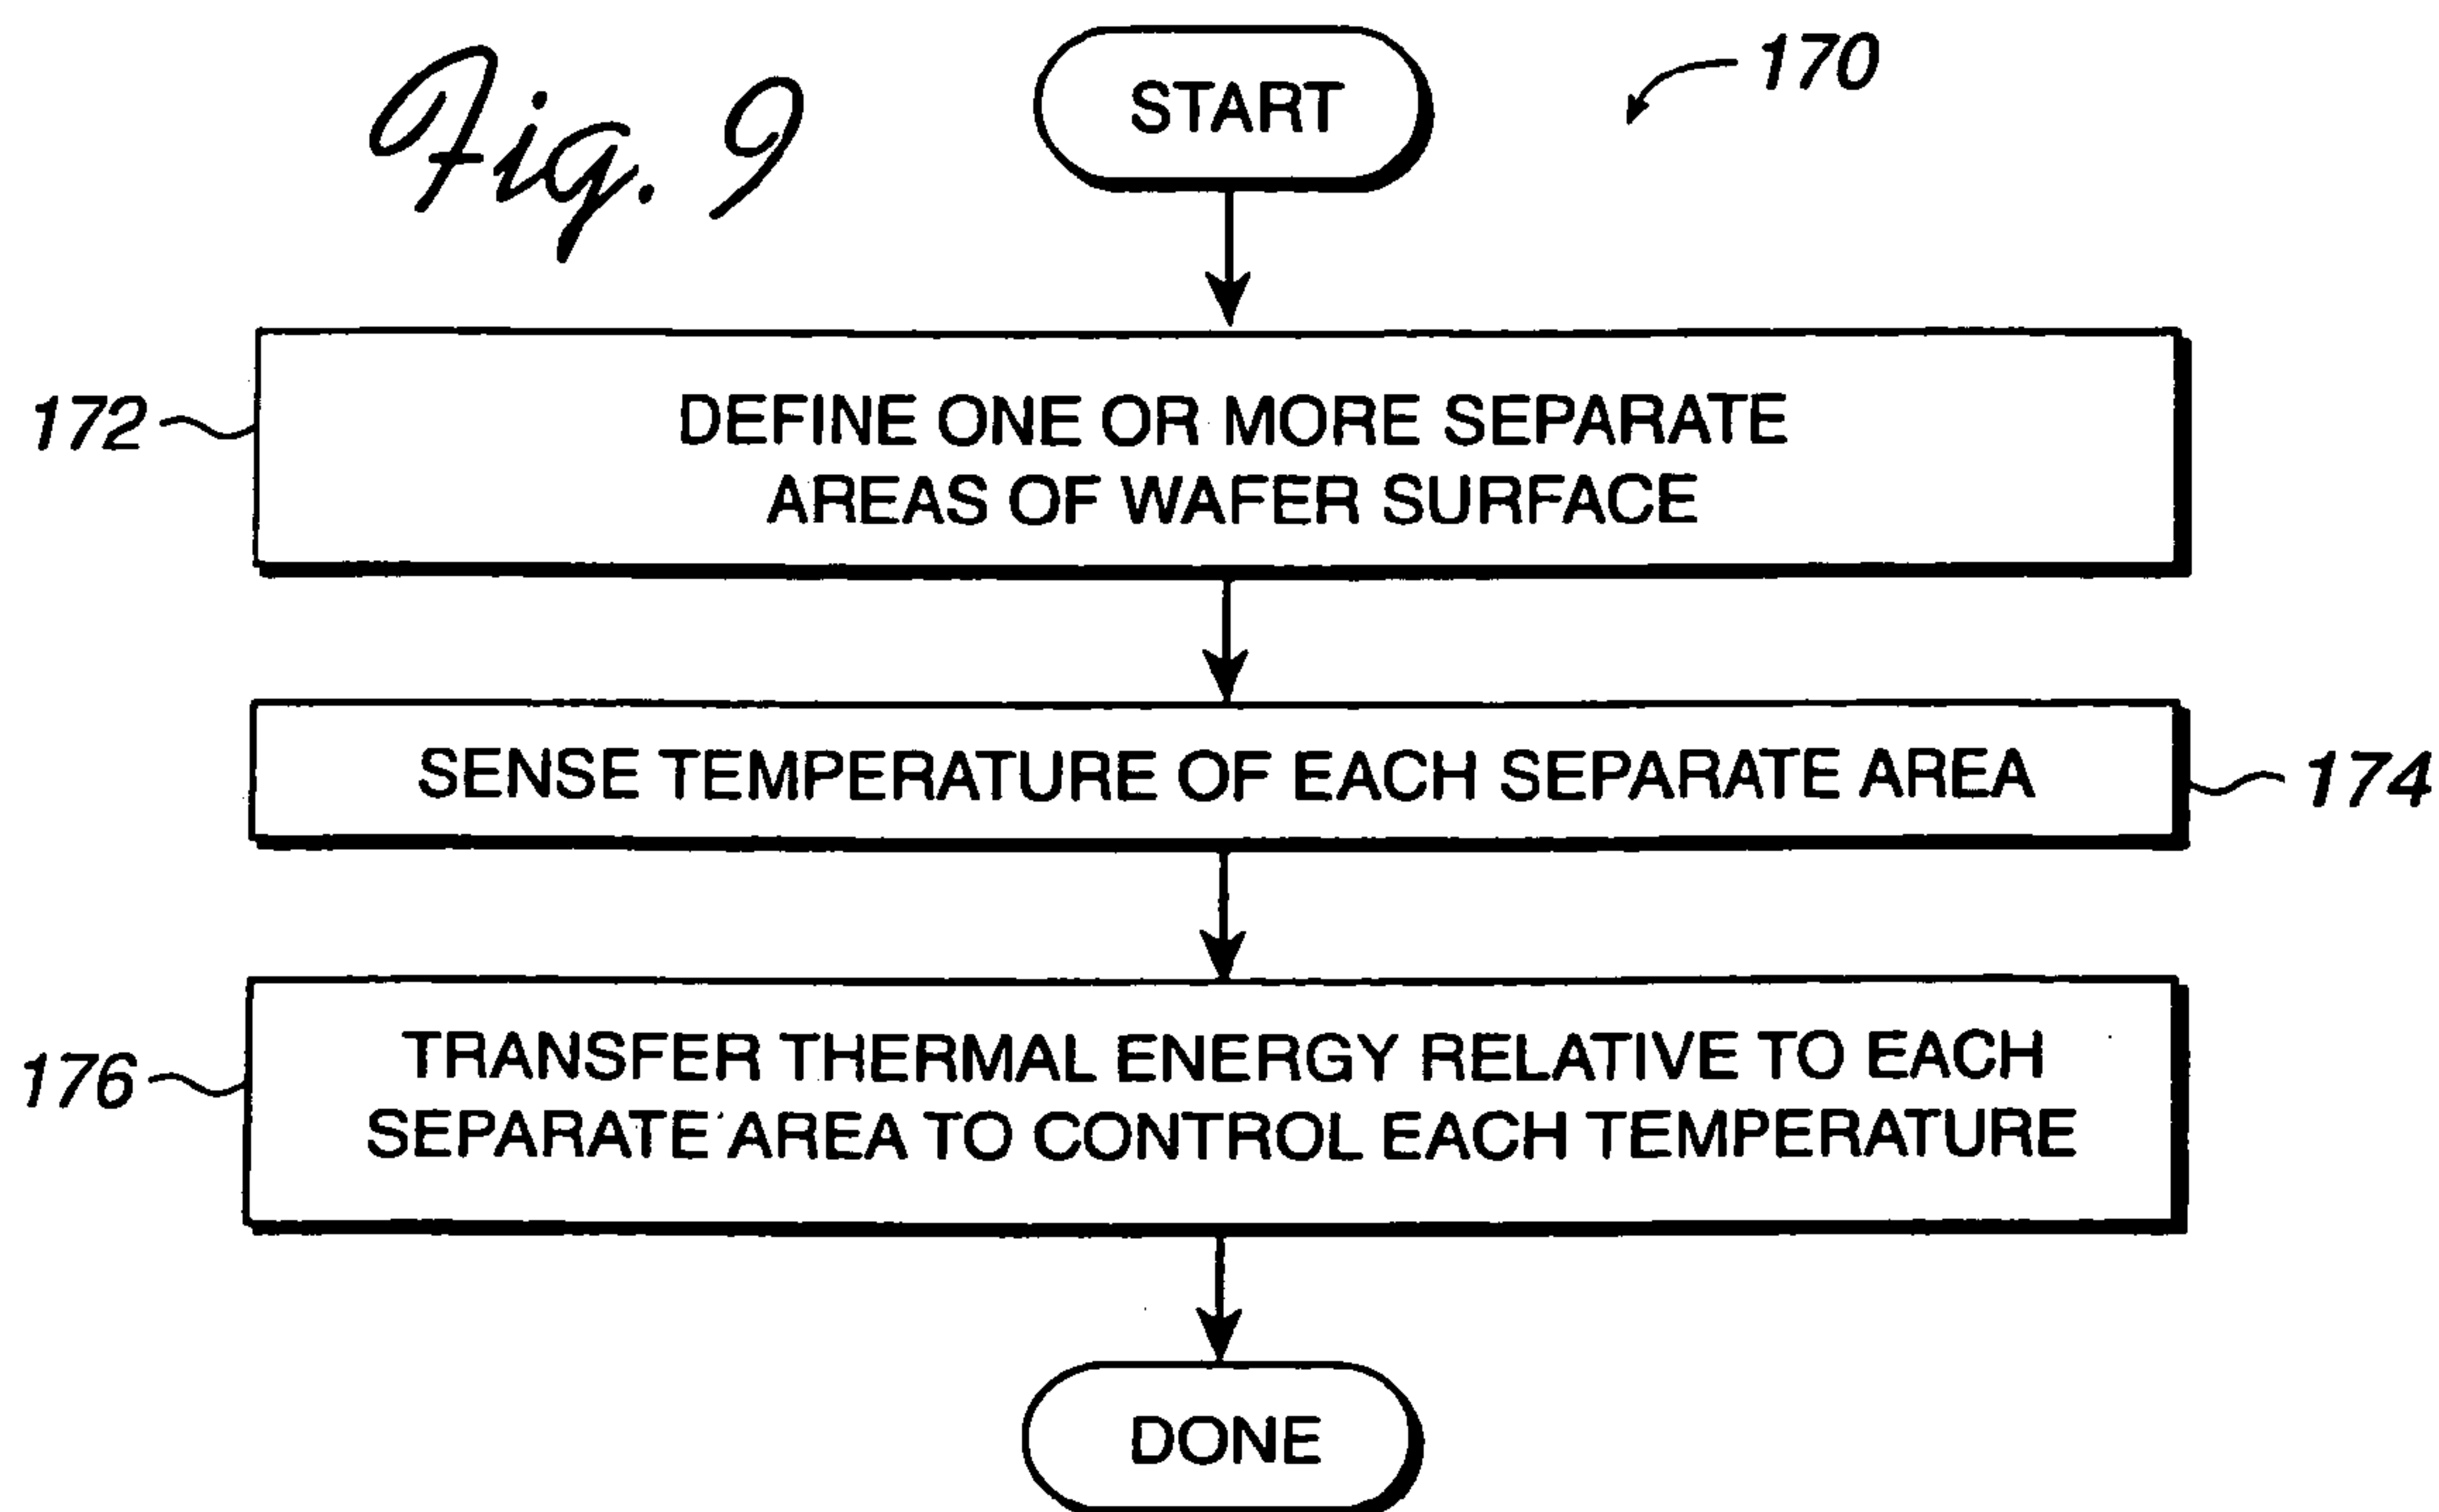 Fig. 9
START
170
172
DEFINE ONE OR MORE SEPARATE
AREAS OF WAFER SURFACE
SENSE TEMPERATURE OF EACH SEPARATE AREA
174
176
TRANSFER THERMAL ENERGY RELATIVE TO EACH
SEPARATE AREA TO CONTROL EACH TEMPERATURE
DONE